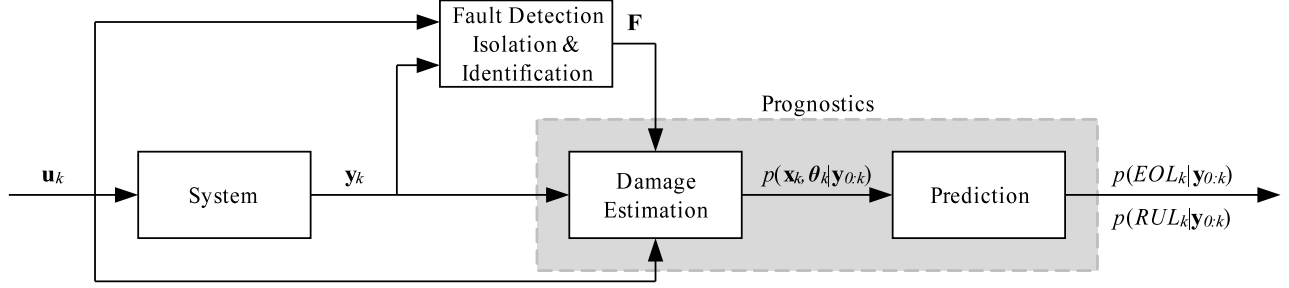 Fault Detection
Isolation &
Identification
F
Prognostics
uₖ
System
yₖ
Damage
Estimation
p(xₖ,θₖ|y₀:ₖ)
Prediction
p(EOLₖ|y₀:ₖ)
p(RULₖ|y₀:ₖ)